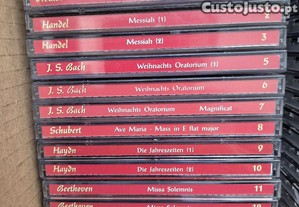 CustoJusto.pt
Handel Messiah (1) 2
Handel Messiah (2) 3
J. S. Bach Weihnachts Oratorium (1) 5
J. S. Bach Weihnachts Oratorium 6
J. S. Bach Weihnachts Oratorium Magnificat 7
Schubert Ave Maria - Mass in E flat major 8
Haydn Die Jahreszeiten (1) 9
Haydn Die Jahreszeiten (2) 10
Beethoven Missa Solemnis 11